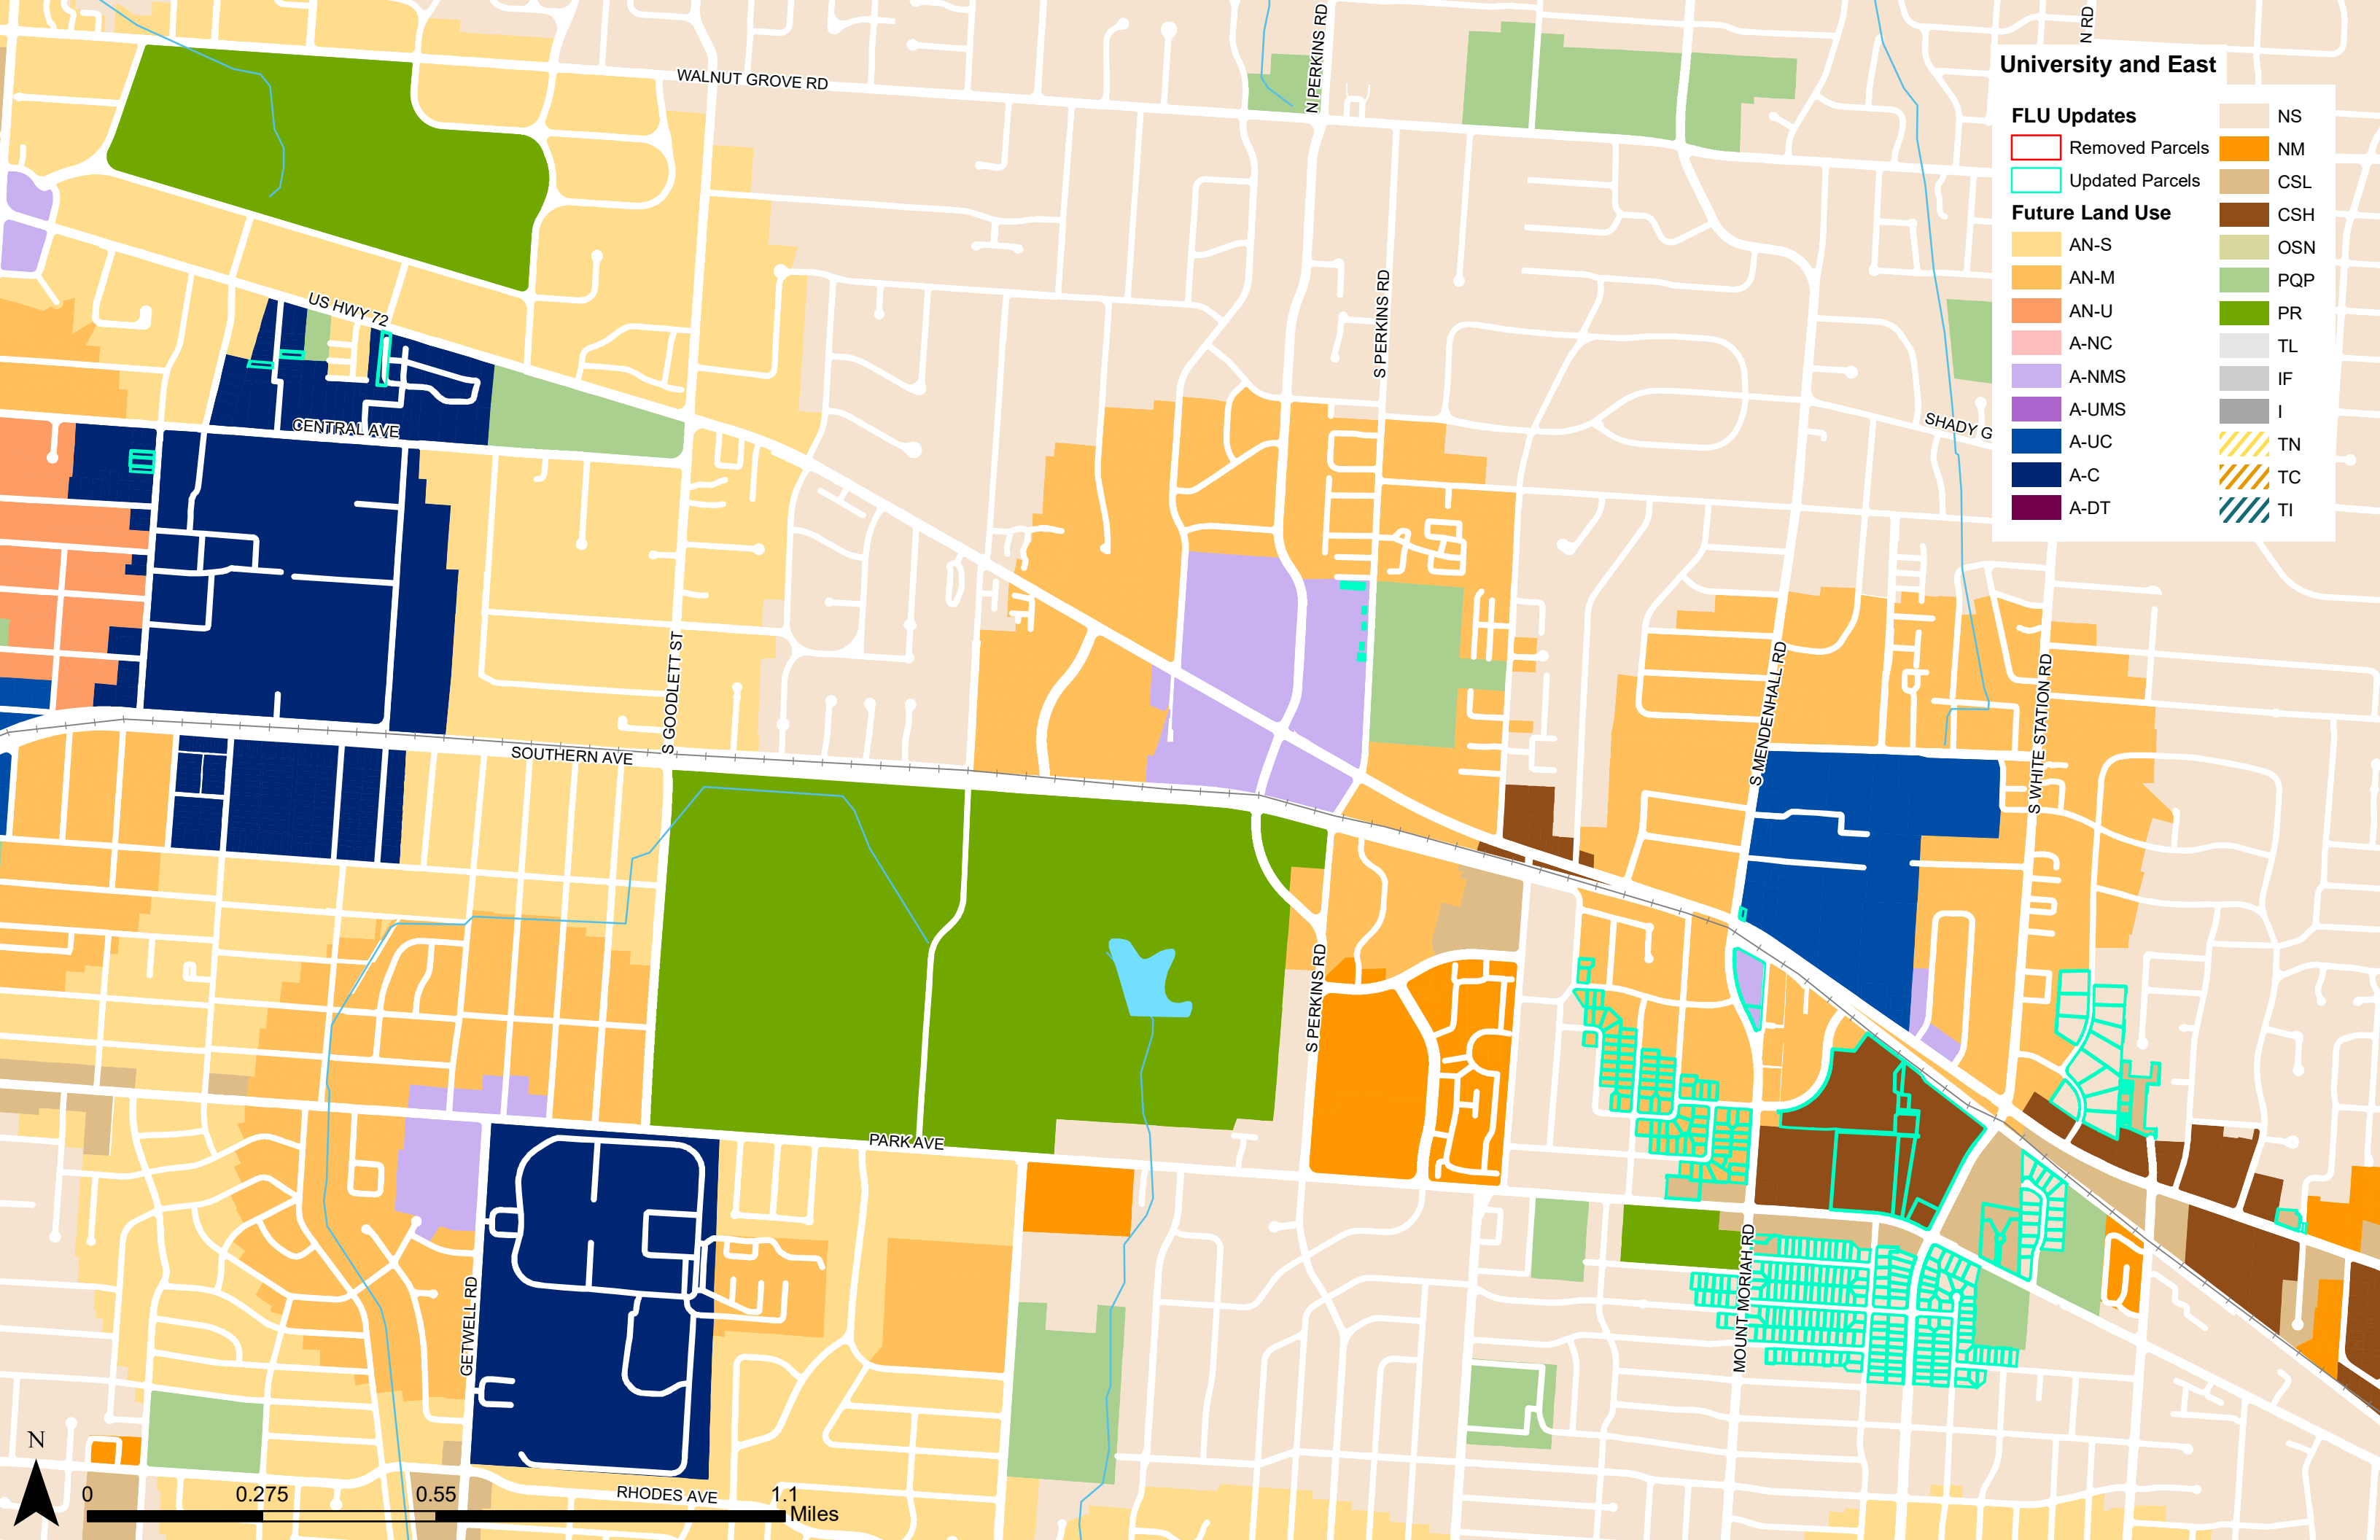 N PERKINS RD
N RD
WALNUT GROVE RD
University and East
FLU Updates
Removed Parcels
Updated Parcels
Future Land Use
AN-S
AN-M
AN-U
A-NC
A-NMS
A-UMS
A-UC
A-C
A-DT
NS
NM
CSL
CSH
OSN
PQP
PR
TL
IF
I
TN
TC
TI
US HWY 72
S PERKINS RD
CENTRAL AVE
SHADY G
S GOODLETT ST
SOUTHERN AVE
S MENDENHALL RD
S WHITE STATION RD
S PERKINS RD
PARK AVE
GETWELL RD
MOUNT MORIAH RD
RHODES AVE
N
0 0.275 0.55 1.1
Miles